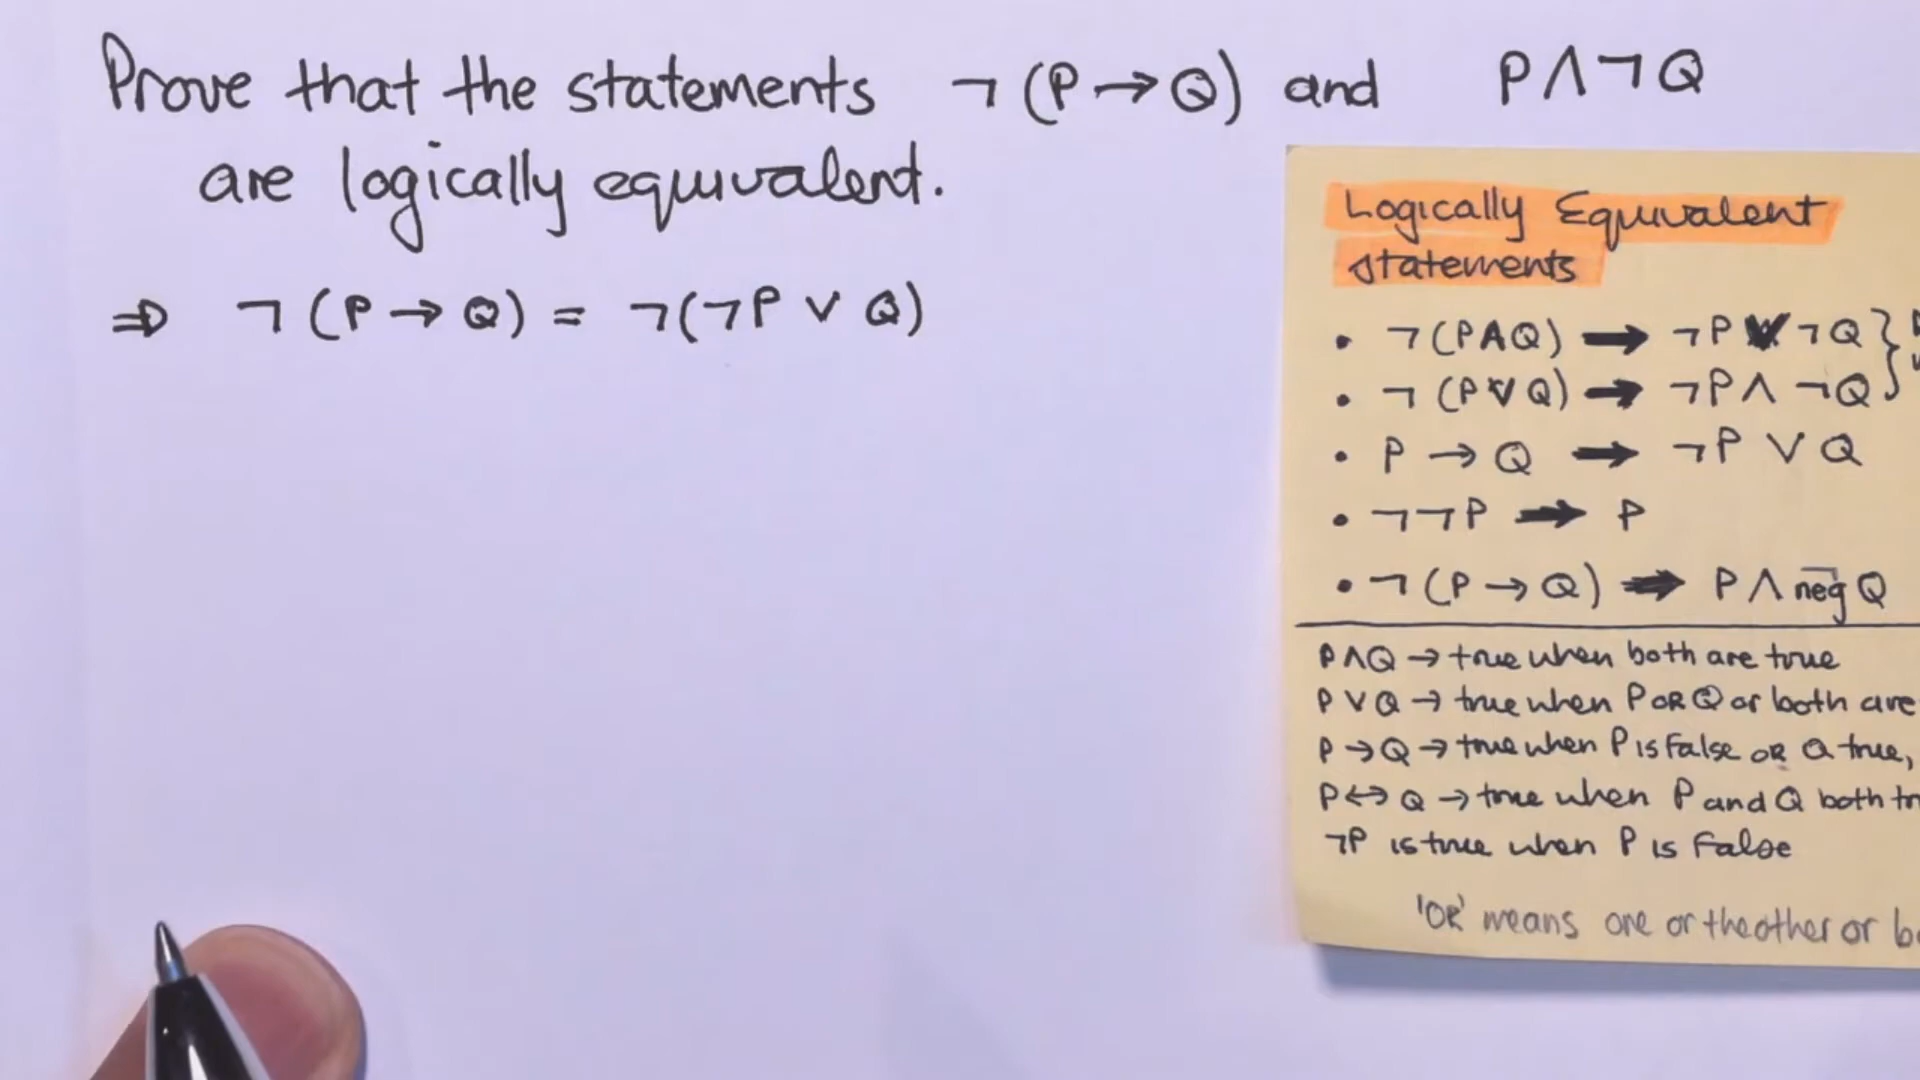 Prove that the statements ¬(P→Q) and P∧¬Q
are logically equivalent.
⇒ ¬(P→Q) = ¬(¬P∨Q)
Logically Equivalent
statements
• ¬(P∧Q) → ¬P∨¬Q}
• ¬(P∨Q) → ¬P∧¬Q
• P→Q → ¬P∨Q
• ¬¬P → P
• ¬(P→Q) → P∧neg Q
P∧Q → true when both are true
P∨Q → true when P OR Q or both are
P→Q → true when P is False OR Q true,
P↔Q → true when P and Q both
¬P is true when P is False
'OR' means one or the other or